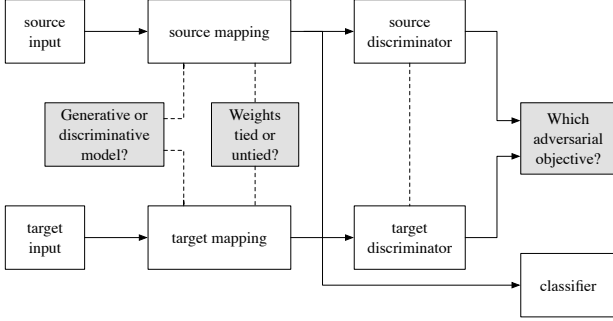 source
input
source mapping
source
discriminator
Generative or
discriminative
model?
Weights
tied or
untied?
Which
adversarial
objective?
target
input
target mapping
target
discriminator
classifier